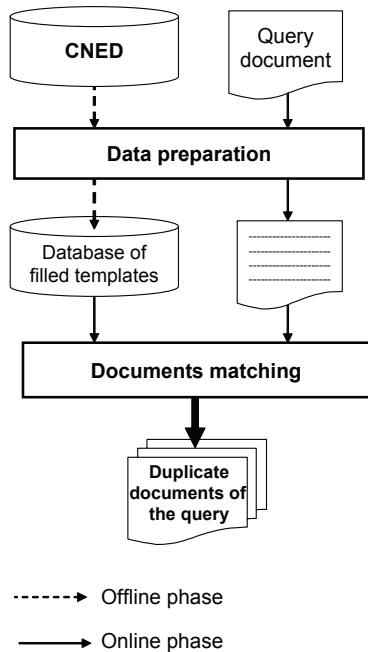 CNED
Query
document
Data preparation
Database of
filled templates
Documents matching
Duplicate
documents of
the query
Offline phase
Online phase